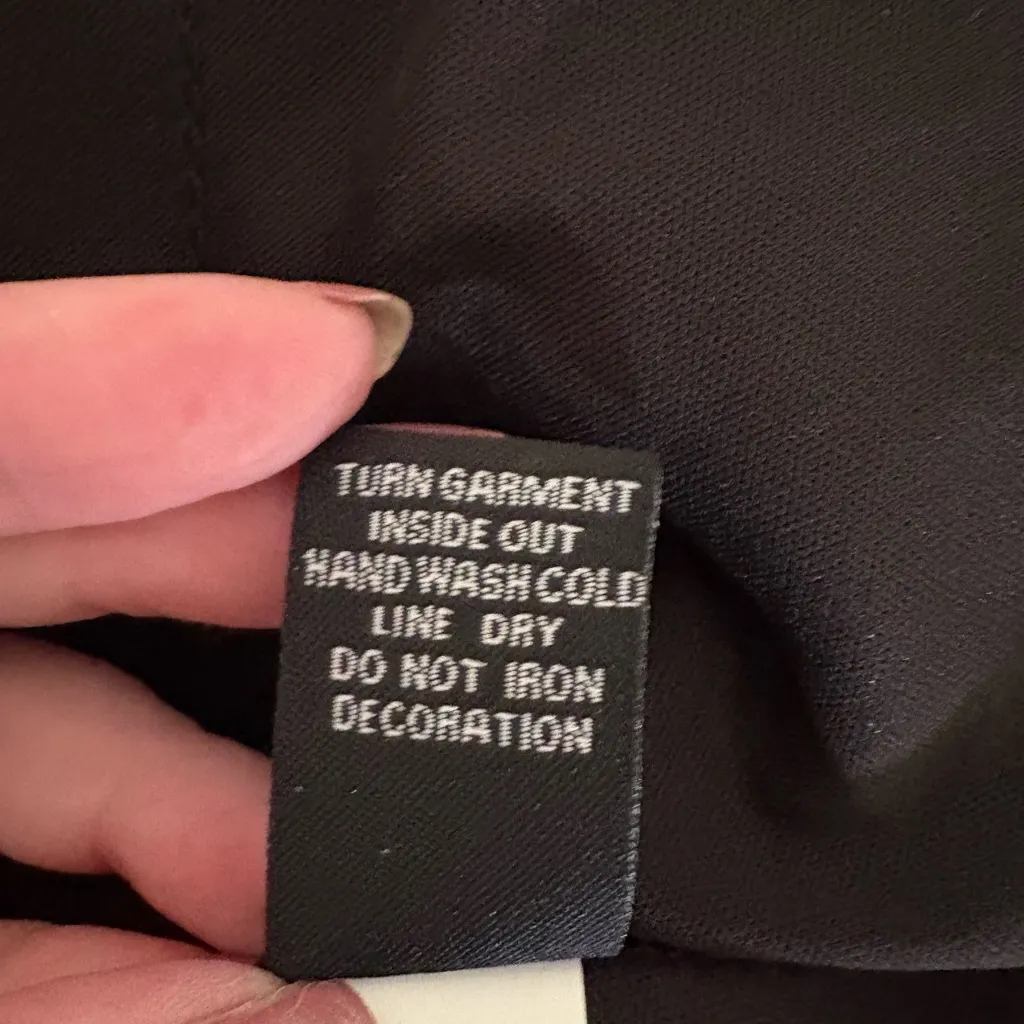 TURN GARMENT
INSIDE OUT
HAND WASH COLD
LINE DRY
DO NOT IRON
DECORATION